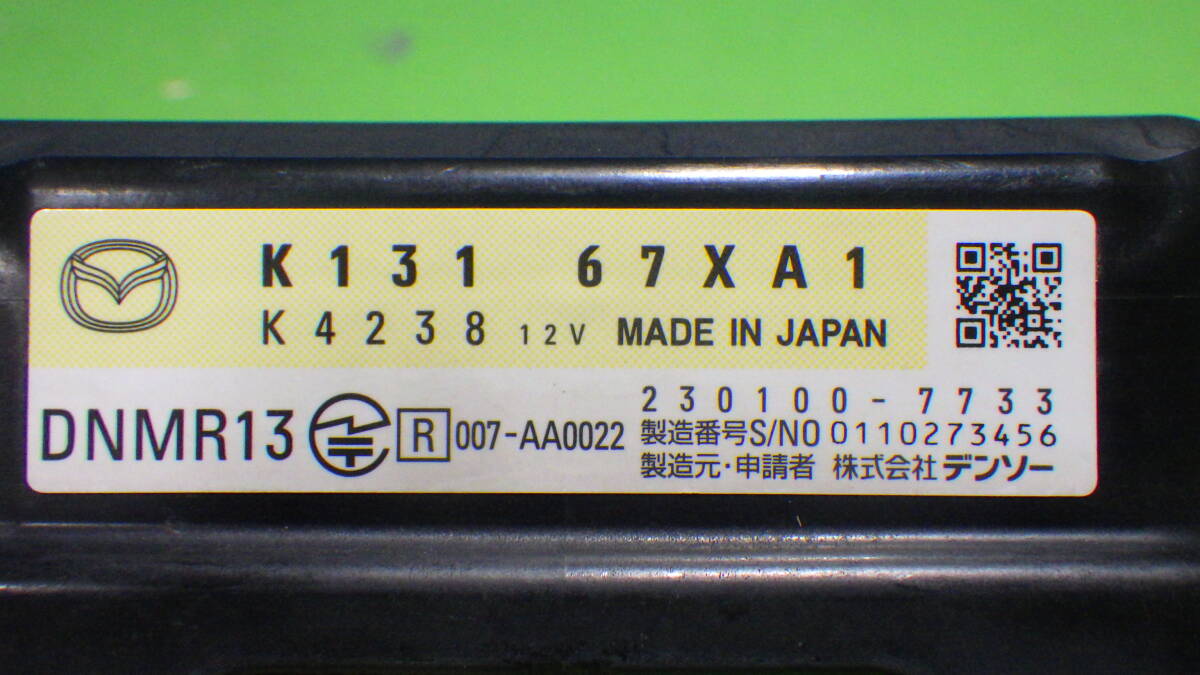 K131 67XA1
K4238 12V MADE IN JAPAN
DNMR13 R 007-AA0022
230100-7733
製造番号S/NO 0110273456
製造元・申請者 株式会社 デンソー